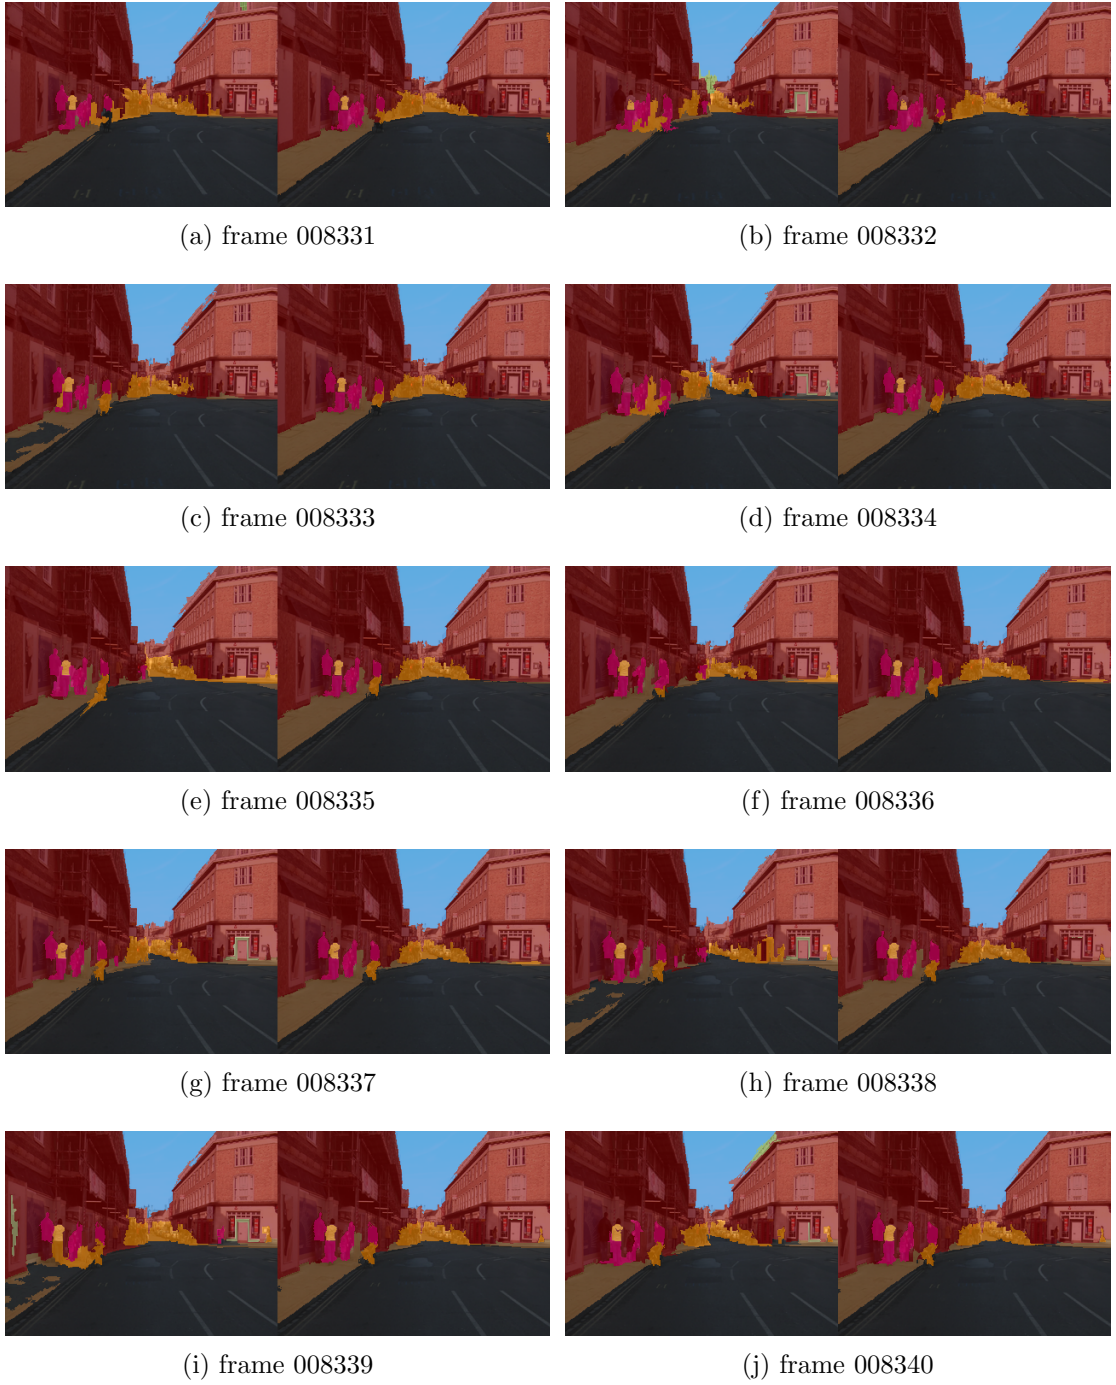 (a) frame 008331
(b) frame 008332
(c) frame 008333
(d) frame 008334
(e) frame 008335
(f) frame 008336
(g) frame 008337
(h) frame 008338
(i) frame 008339
(j) frame 008340